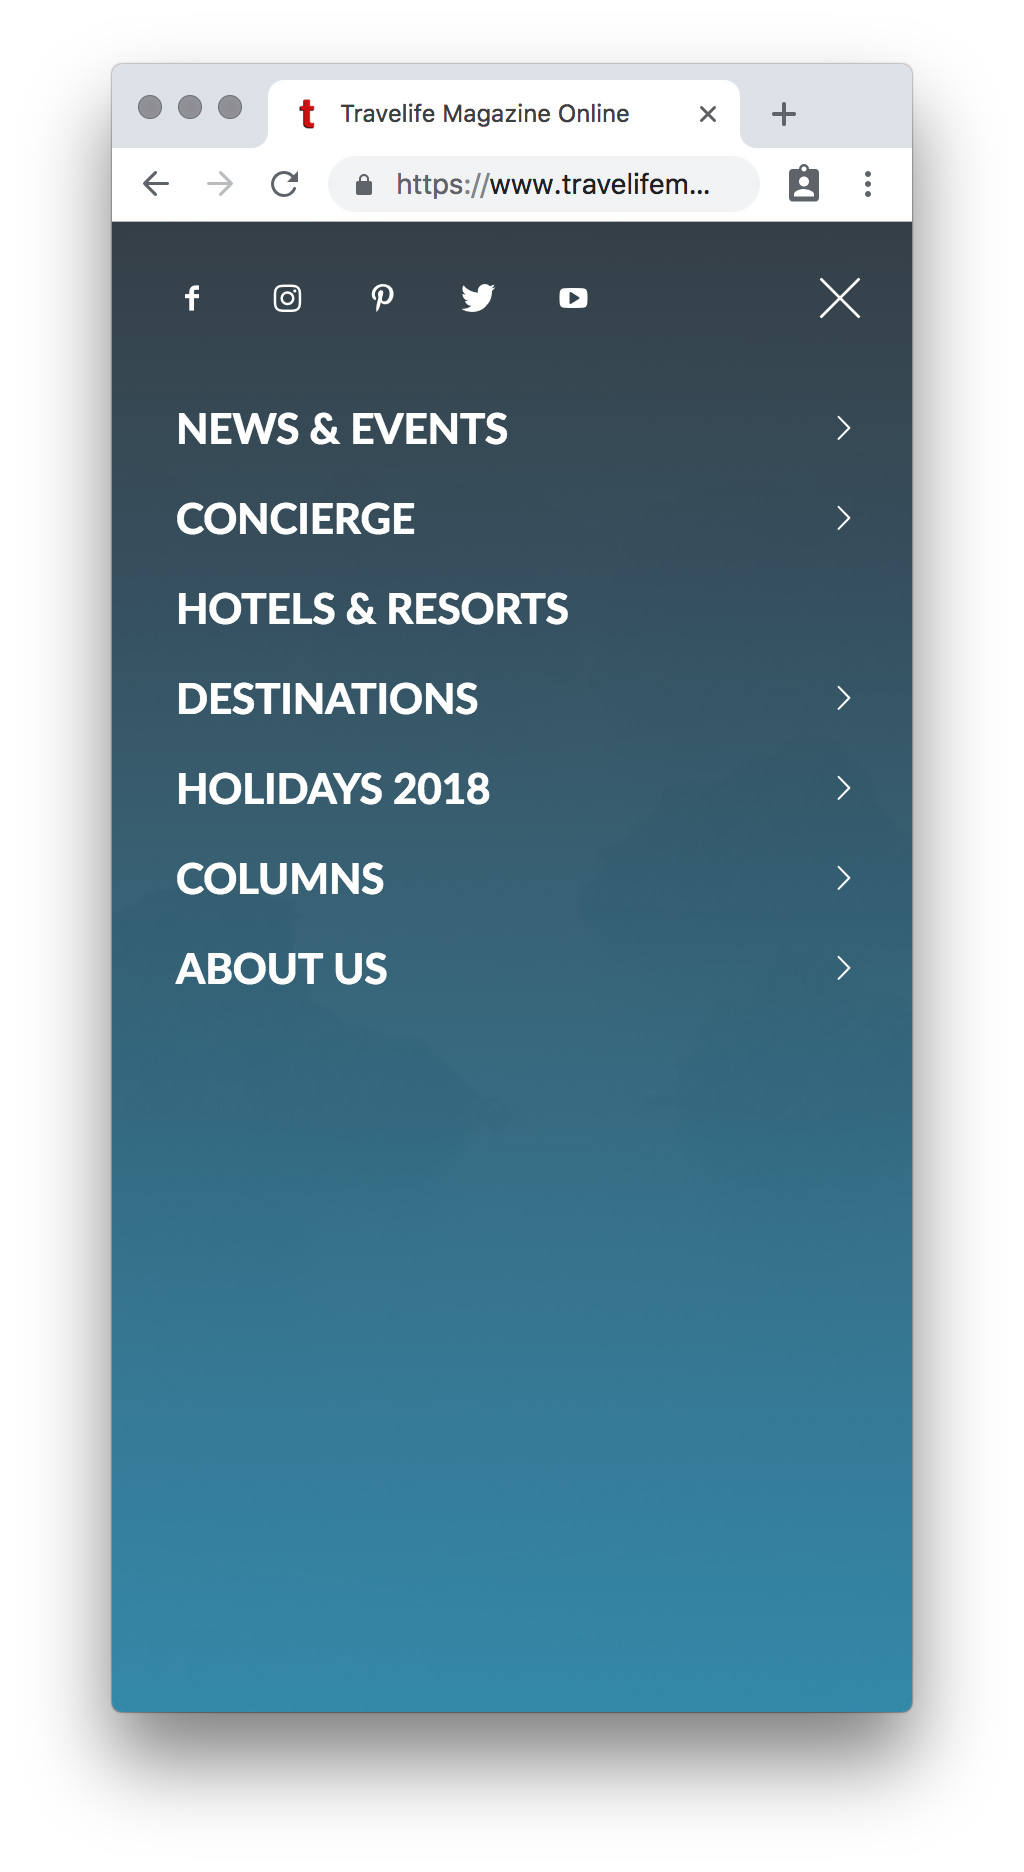 Travelife Magazine Online
https://www.travelifem...
NEWS & EVENTS
CONCIERGE
HOTELS & RESORTS
DESTINATIONS
HOLIDAYS 2018
COLUMNS
ABOUT US